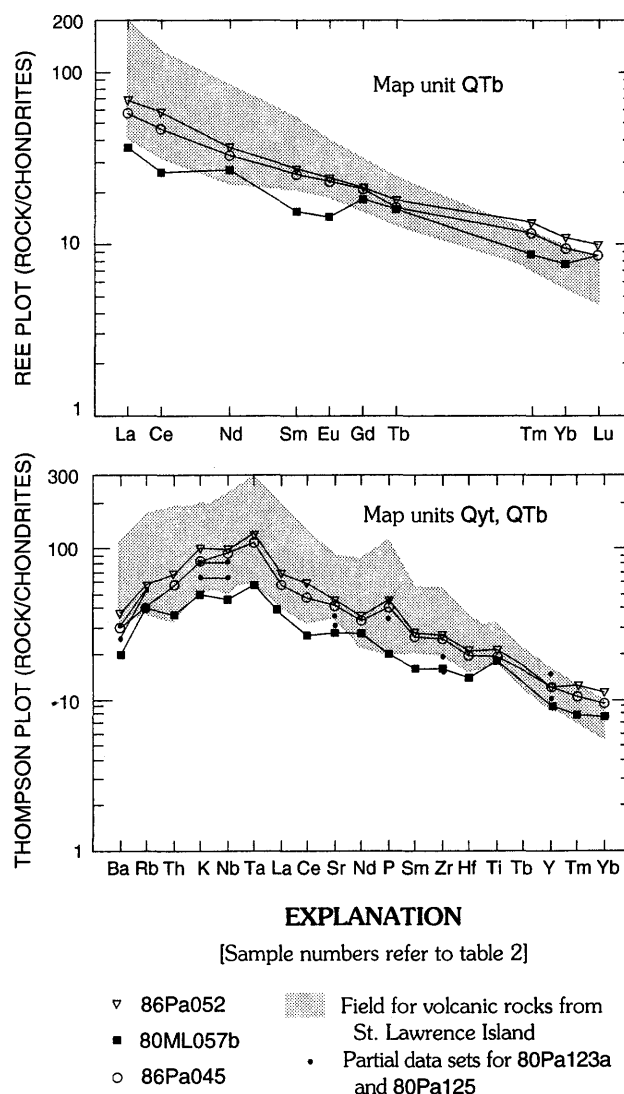 REE PLOT (ROCK/CHONDRITES)
200
100
10
1
Map unit QTb
La Ce Nd Sm Eu Gd Tb Tm Yb Lu
THOMPSON PLOT (ROCK/CHONDRITES)
300
100
10
1
Map units Qyt, QTb
Ba Rb Th K Nb Ta La Ce Sr Nd P Sm Zr Hf Ti Tb Y Tm Yb
EXPLANATION
[Sample numbers refer to table 2]
86Pa052
80ML057b
86Pa045
Field for volcanic rocks from
St. Lawrence Island
Partial data sets for 80Pa123a
and 80Pa125